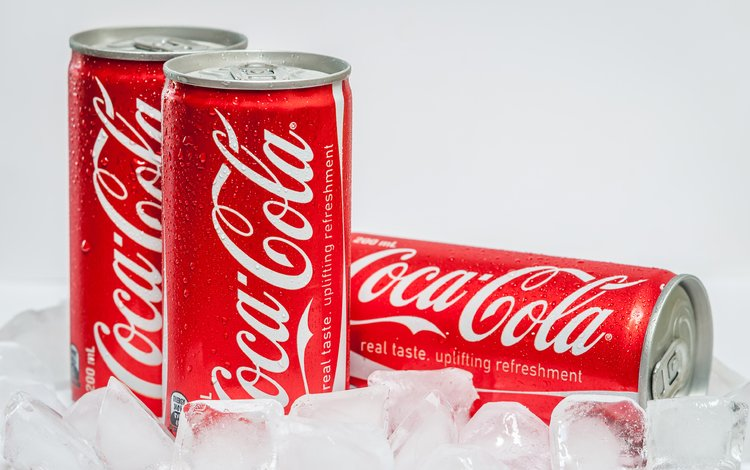 Coca-Cola
200 mL
Coca-Cola®
real taste. uplifting refreshment
200 mL
Coca-Cola®
real taste. uplifting refreshment